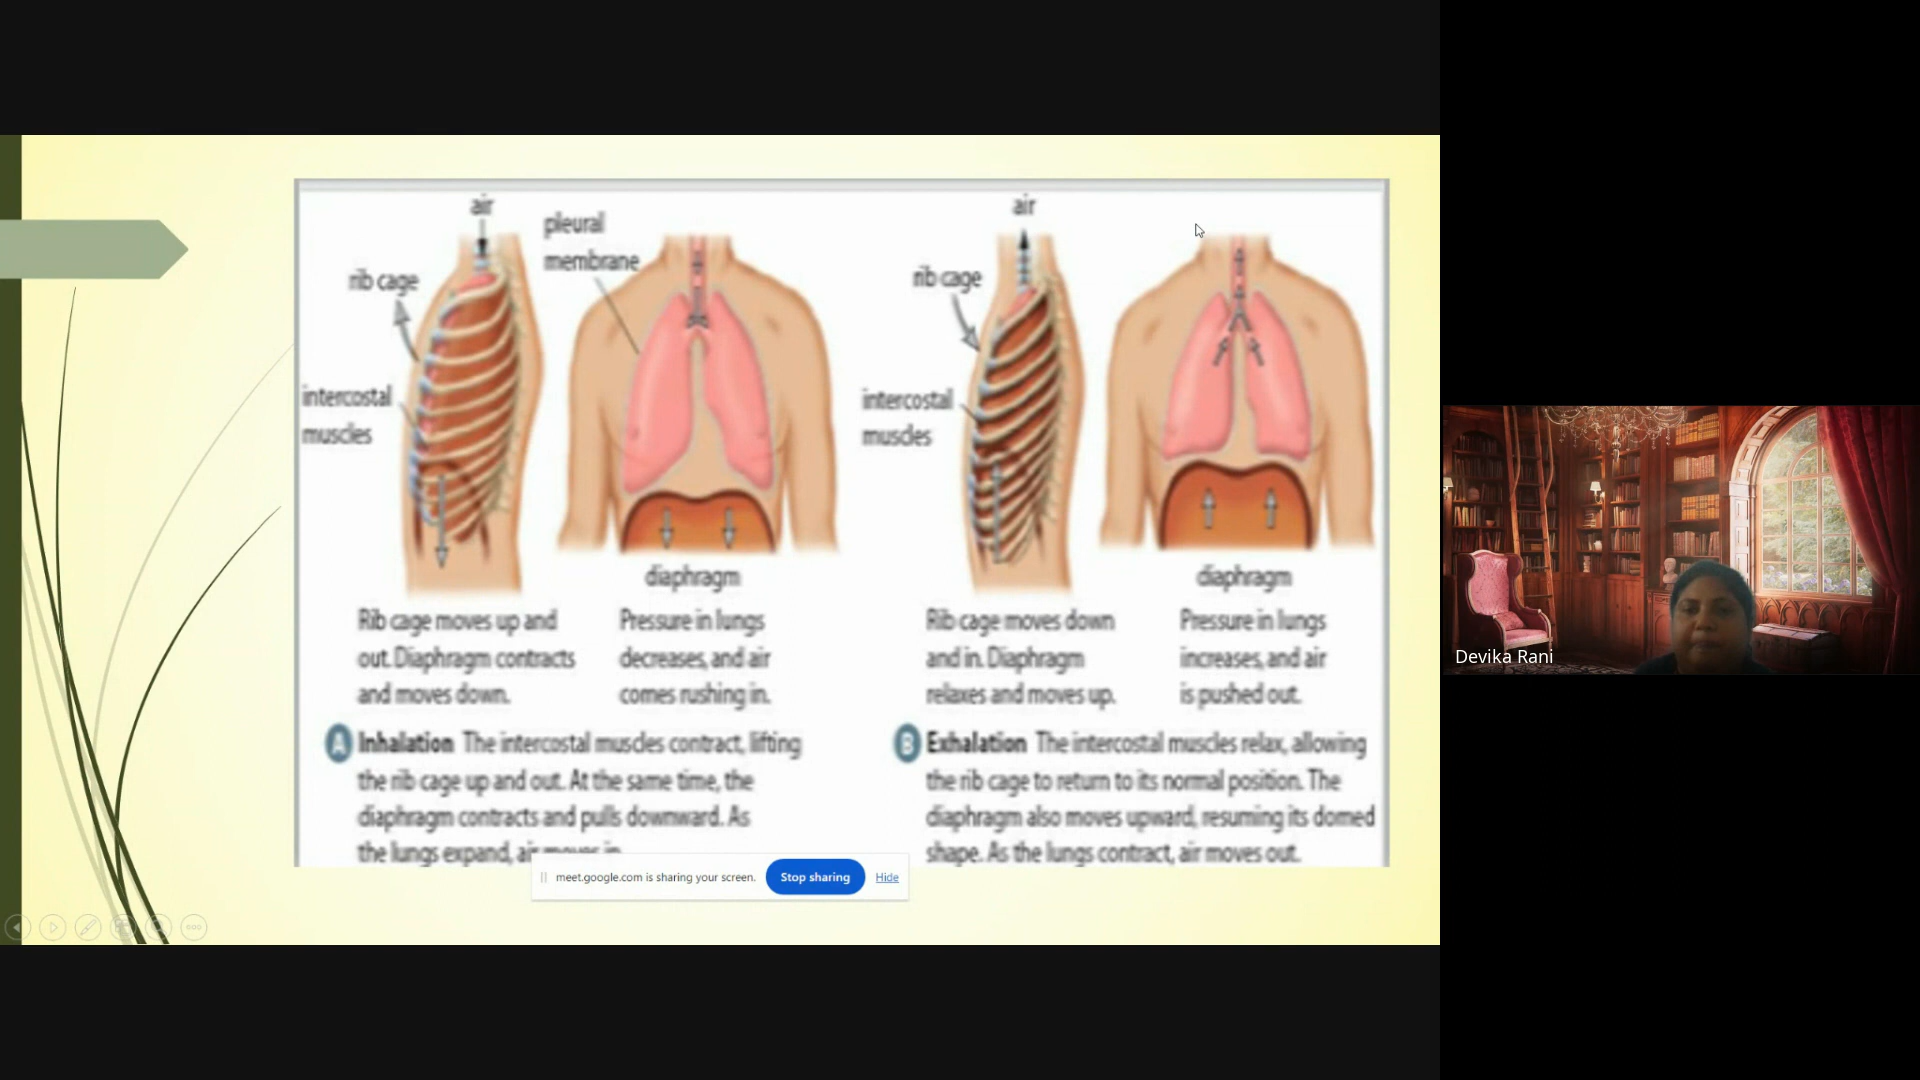 air
pleural
membrane
rib cage
intercostal
muscles
diaphragm
Rib cage moves up and
out. Diaphragm contracts
and moves down.
Pressure in lungs
decreases, and air
comes rushing in.
A Inhalation The intercostal muscles contract, lifting
the rib cage up and out. At the same time, the
diaphragm contracts and pulls downward. As
the lungs expand, air moves in.
air
rib cage
intercostal
muscles
diaphragm
Rib cage moves down
and in. Diaphragm
relaxes and moves up.
Pressure in lungs
increases, and air
is pushed out.
B Exhalation The intercostal muscles relax, allowing
the rib cage to return to its normal position. The
diaphragm also moves upward, resuming its domed
shape. As the lungs contract, air moves out.
meet.google.com is sharing your screen. Stop sharing Hide
Devika Rani